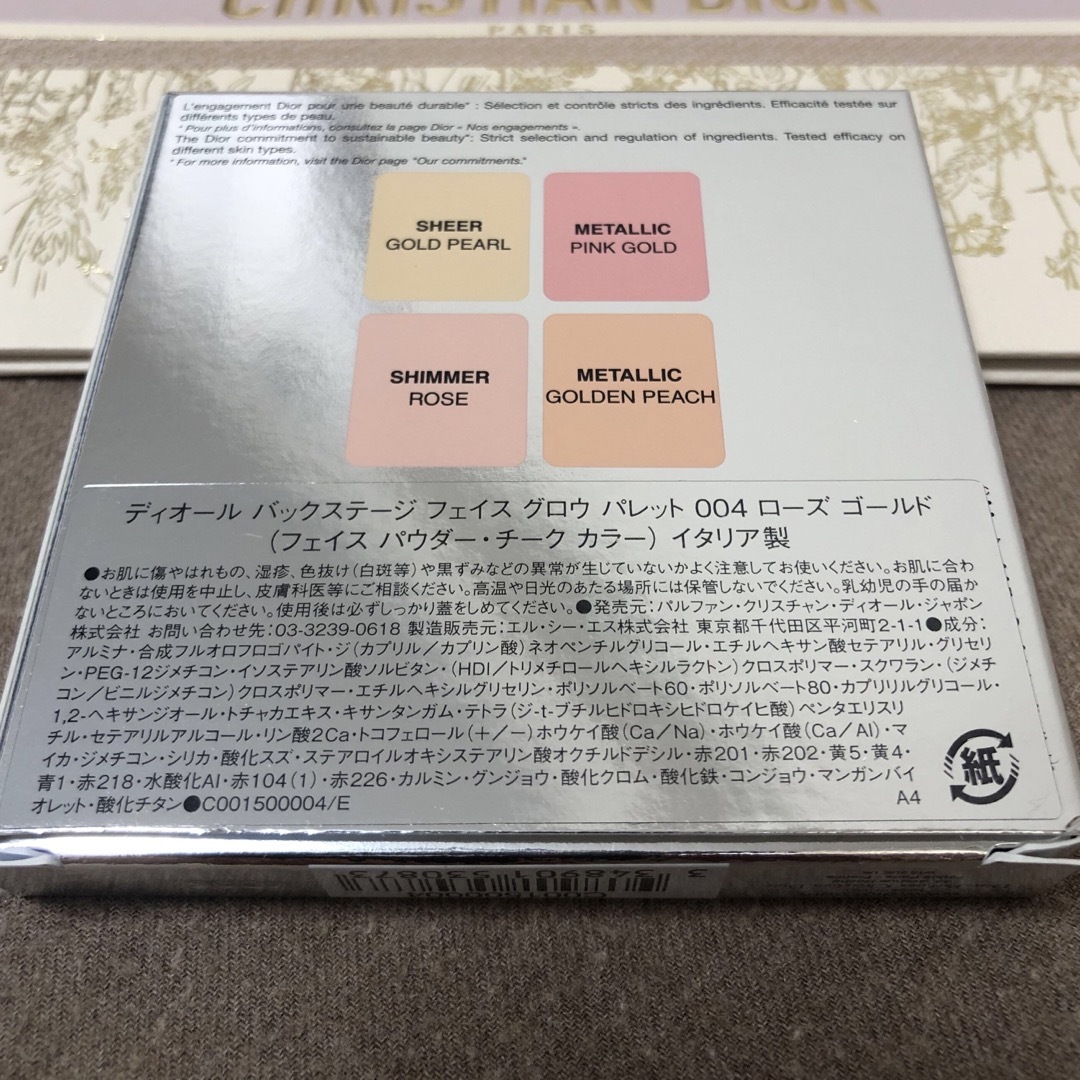 CHRISTIAN DIOR
PARIS
L'engagement Dior pour une beauté durable* : Sélection et contrôle stricts des ingrédients. Efficacité testée sur
différents types de peau.
* Pour plus d'informations, consultez la page Dior « Nos engagements ».
The Dior commitment to sustainable beauty*: Strict selection and regulation of ingredients. Tested efficacy on
different skin types.
* For more information, visit the Dior page "Our commitments."
SHEER
GOLD PEARL
METALLIC
PINK GOLD
SHIMMER
ROSE
METALLIC
GOLDEN PEACH
ディオール バックステージ フェイス グロウ パレット 004 ローズ ゴールド
（フェイス パウダー・チーク カラー）イタリア製
●お肌に傷やはれもの、湿疹、色抜け（白斑等）や黒ずみなどの異常が生じていないかよく注意してお使いください。お肌に合わ
ないときは使用を中止し、皮膚科医等にご相談ください。高温や日光のあたる場所には保管しないでください。乳幼児の手の届か
ないところにおいてください。使用後は必ずしっかり蓋をしめてください。●発売元：パルファン・クリスチャン・ディオール・ジャポン
株式会社 お問い合わせ先：03-3239-0618 製造販売元：エル・シー・エス株式会社 東京都千代田区平河町2-1-1●成分：
アルミナ・合成フルオロフロゴパイト・ジ（カプリル／カプリン酸）ネオペンチルグリコール・エチルヘキサン酸セテアリル・グリセリ
ン・PEG-12ジメチコン・イソステアリン酸ソルビタン・（HDI／トリメチロールヘキシルラクトン）クロスポリマー・スクワラン・（ジメチ
コン／ビニルジメチコン）クロスポリマー・エチルヘキシルグリセリン・ポリソルベート60・ポリソルベート80・カプリリルグリコール・
1,2-ヘキサンジオール・トチャカエキス・キサンタンガム・テトラ（ジ-t-ブチルヒドロキシヒドロケイヒ酸）ペンタエリスリ
チル・セテアリルアルコール・リン酸2Ca・トコフェロール（＋／−）ホウケイ酸（Ca／Na）・ホウケイ酸（Ca／Al）・マ
イカ・ジメチコン・シリカ・酸化スズ・ステアロイルオキシステアリン酸オクチルドデシル・赤201・赤202・黄5・黄4・
青1・赤218・水酸化Al・赤104（1）・赤226・カルミン・グンジョウ・酸化クロム・酸化鉄・コンジョウ・マンガンバイ
オレット・酸化チタン●C001500004/E
A4
紙
3 348901 533873
C001500004